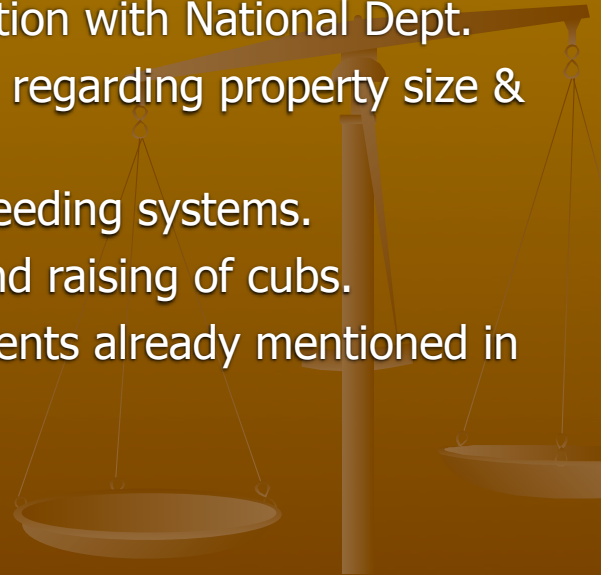 tion with National Dept.
regarding property size &
eeding systems.
nd raising of cubs.
ents already mentioned in